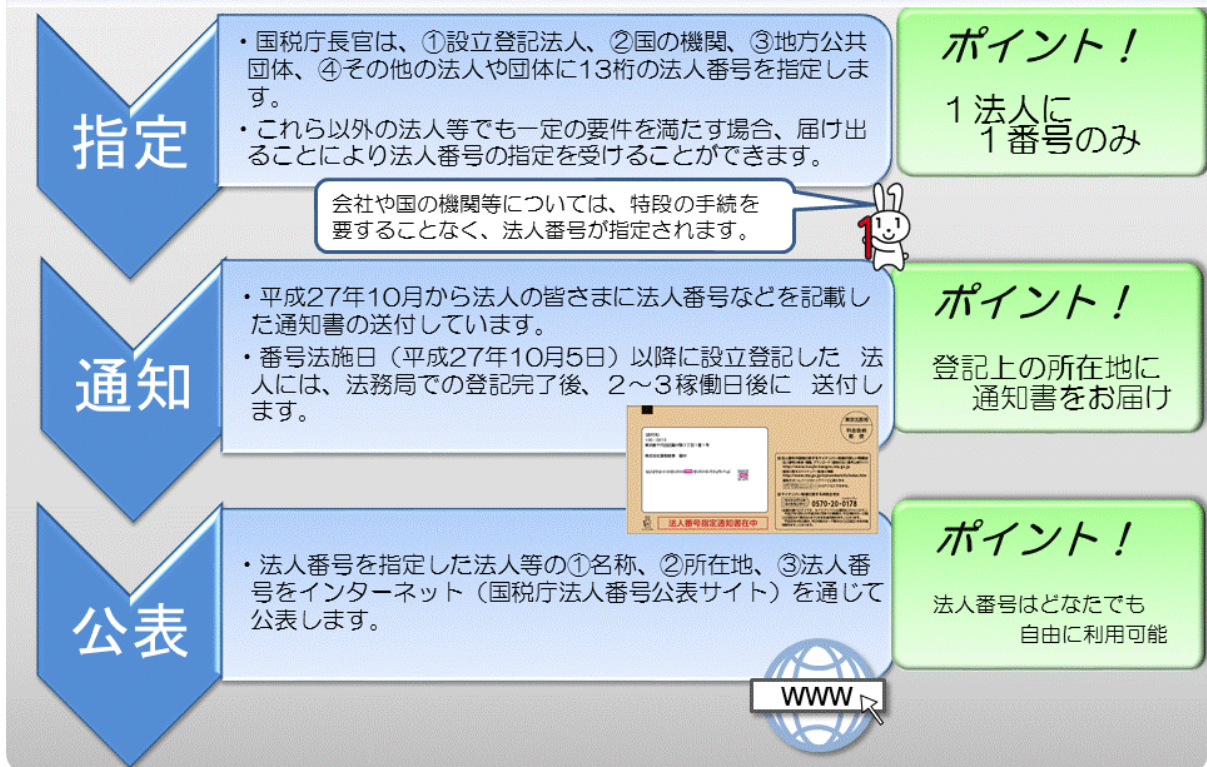 指定
・国税庁長官は、①設立登記法人、②国の機関、③地方公共
団体、④その他の法人や団体に13桁の法人番号を指定しま
す。
・これら以外の法人等でも一定の要件を満たす場合、届け出
ることにより法人番号の指定を受けることができます。
ポイント!
1法人に
1番号のみ
会社や国の機関等については、特段の手続を
要することなく、法人番号が指定されます。
1
通知
・平成27年10月から法人の皆さまに法人番号などを記載し
た通知書の送付しています。
・番号法施日(平成27年10月5日)以降に設立登記した 法
人には、法務局での登記完了後、2~3稼働日後に 送付し
ます。
ポイント!
登記上の所在地に
通知書をお届け
0570-20-0178
法人番号指定通知書在中
公表
・法人番号を指定した法人等の①名称、②所在地、③法人番
号をインターネット(国税庁法人番号公表サイト)を通じて
公表します。
ポイント!
法人番号はどなたでも
自由に利用可能
WWW